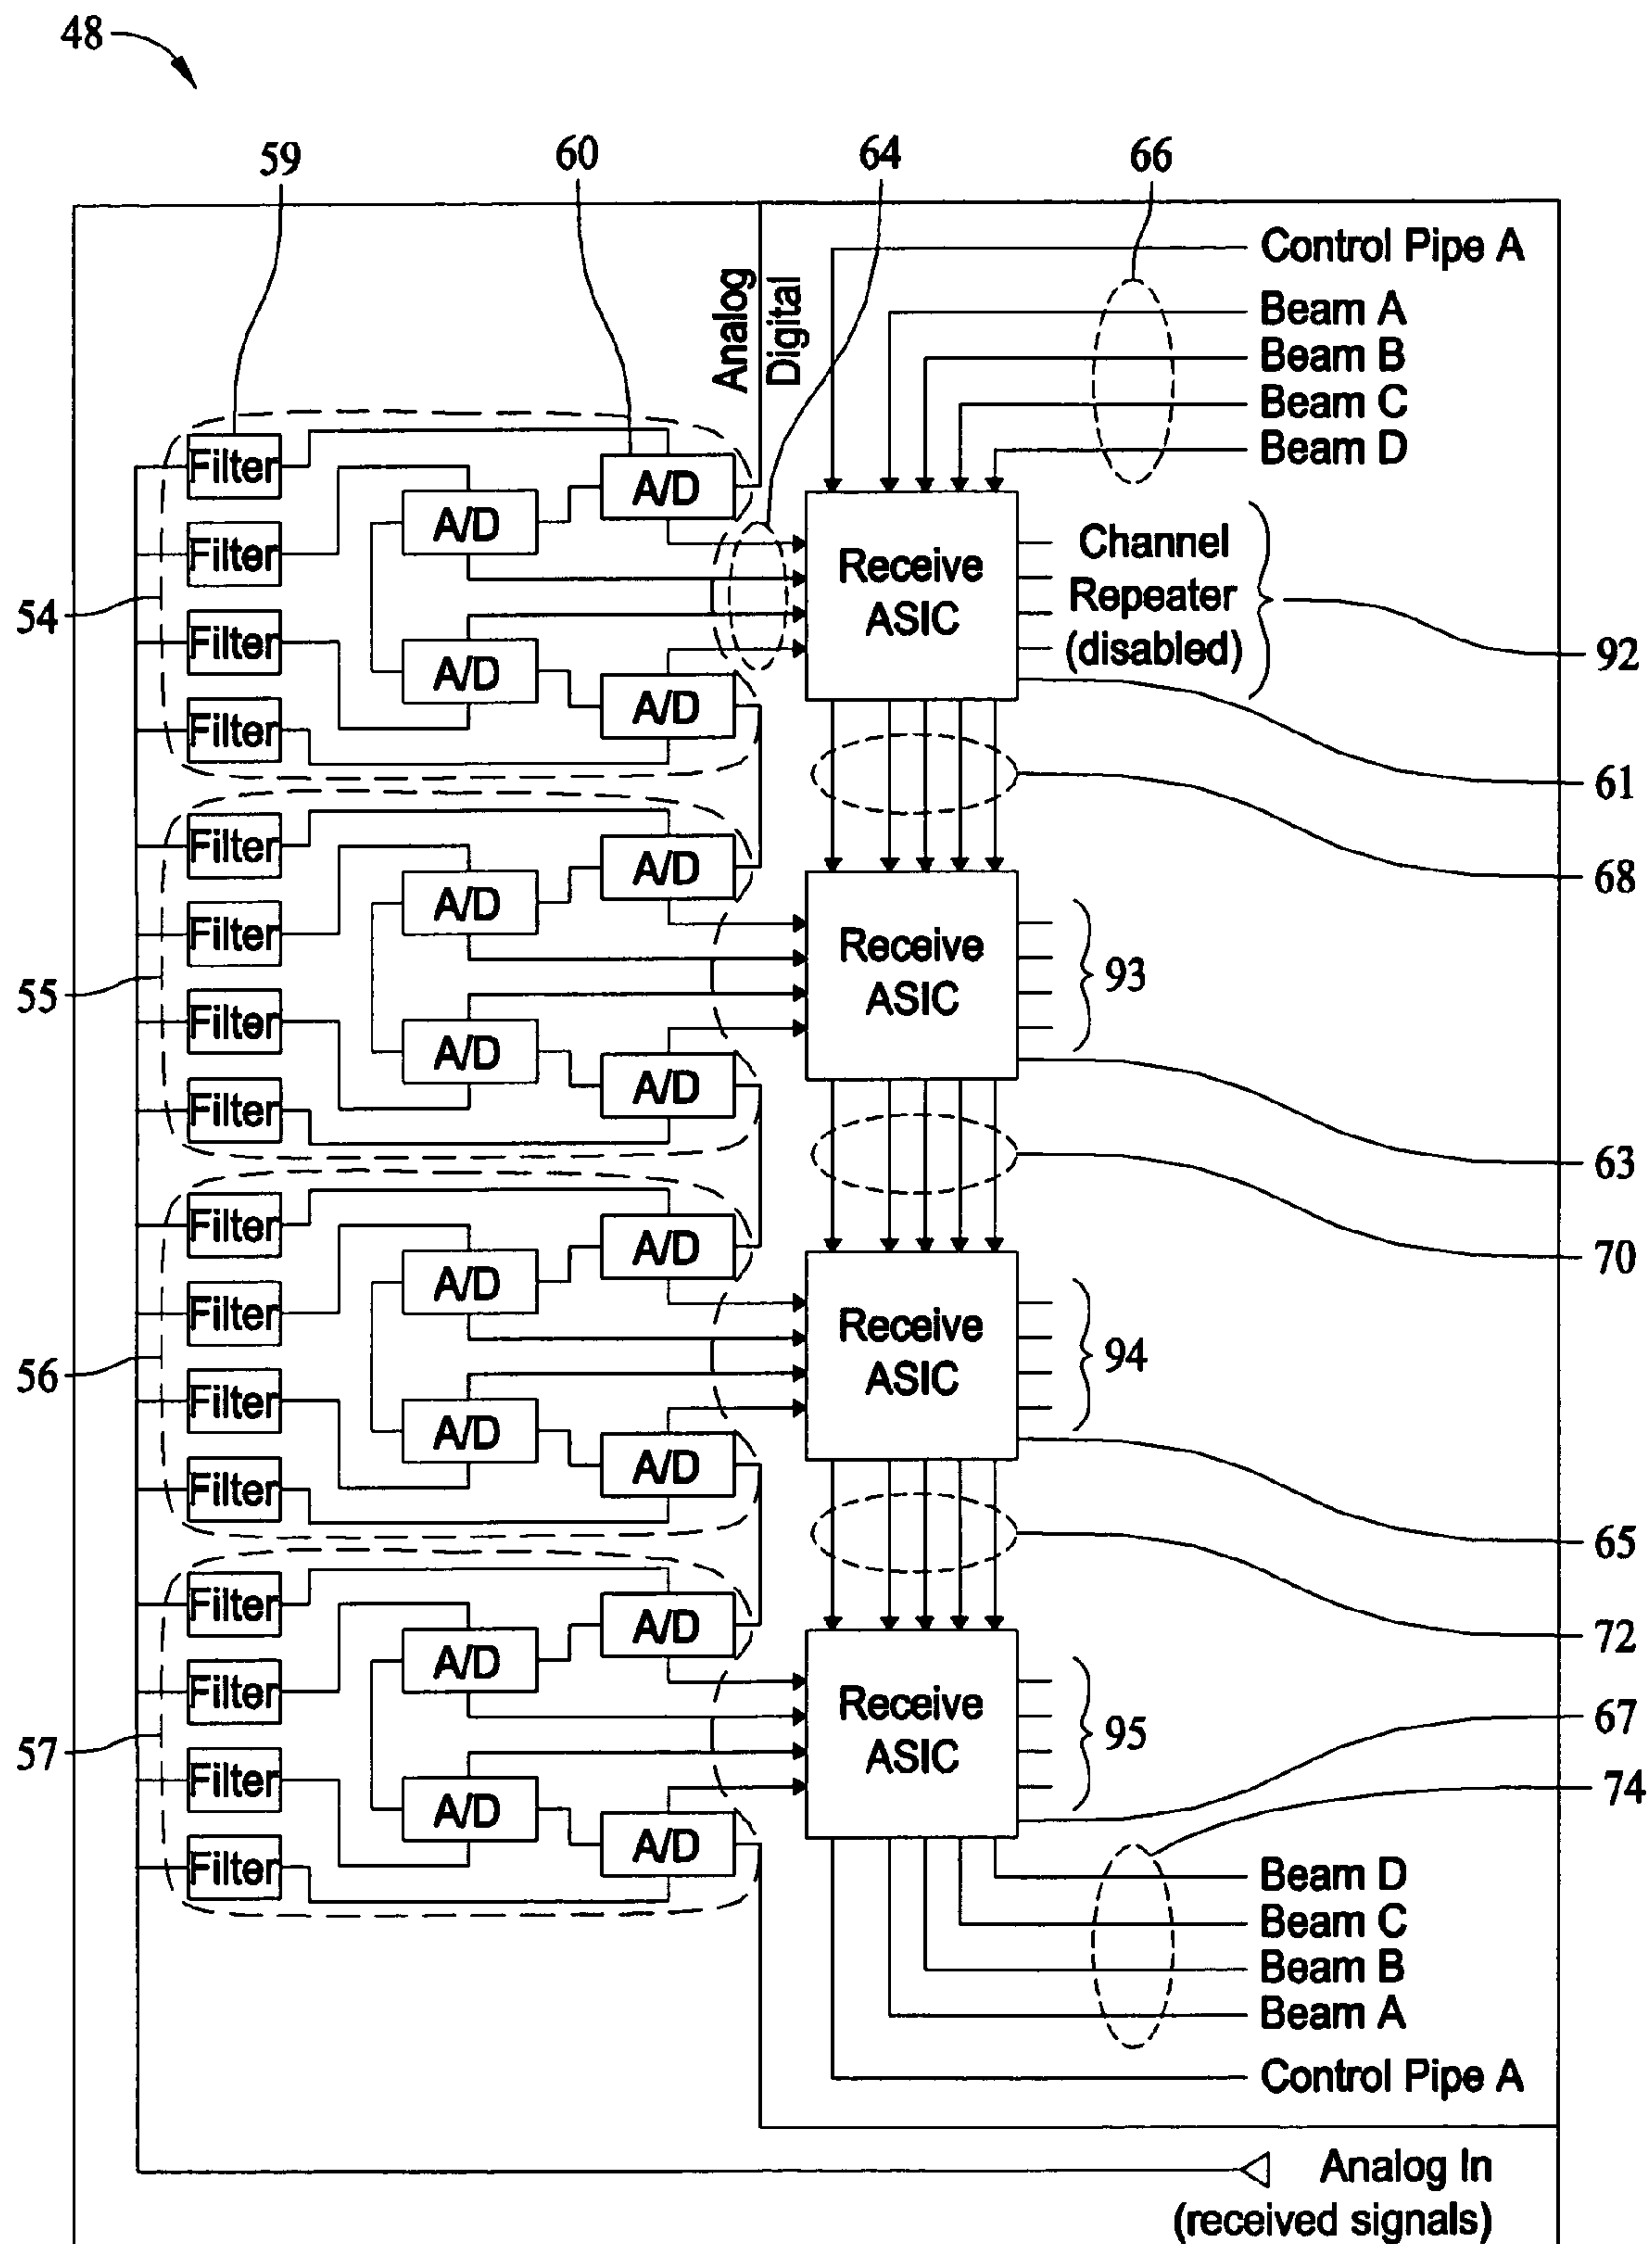 48
59
60
64
66
Control Pipe A
Beam A
Beam B
Beam C
Beam D
Analog
Digital
Filter
Filter
Filter
Filter
A/D
A/D
A/D
A/D
Receive
ASIC
Channel
Repeater
(disabled)
54
92
61
68
Filter
Filter
Filter
Filter
A/D
A/D
A/D
A/D
Receive
ASIC
93
55
63
70
Filter
Filter
Filter
Filter
A/D
A/D
A/D
A/D
Receive
ASIC
94
56
65
72
Filter
Filter
Filter
Filter
A/D
A/D
A/D
A/D
Receive
ASIC
95
57
67
74
Beam D
Beam C
Beam B
Beam A
Control Pipe A
Analog In
(received signals)